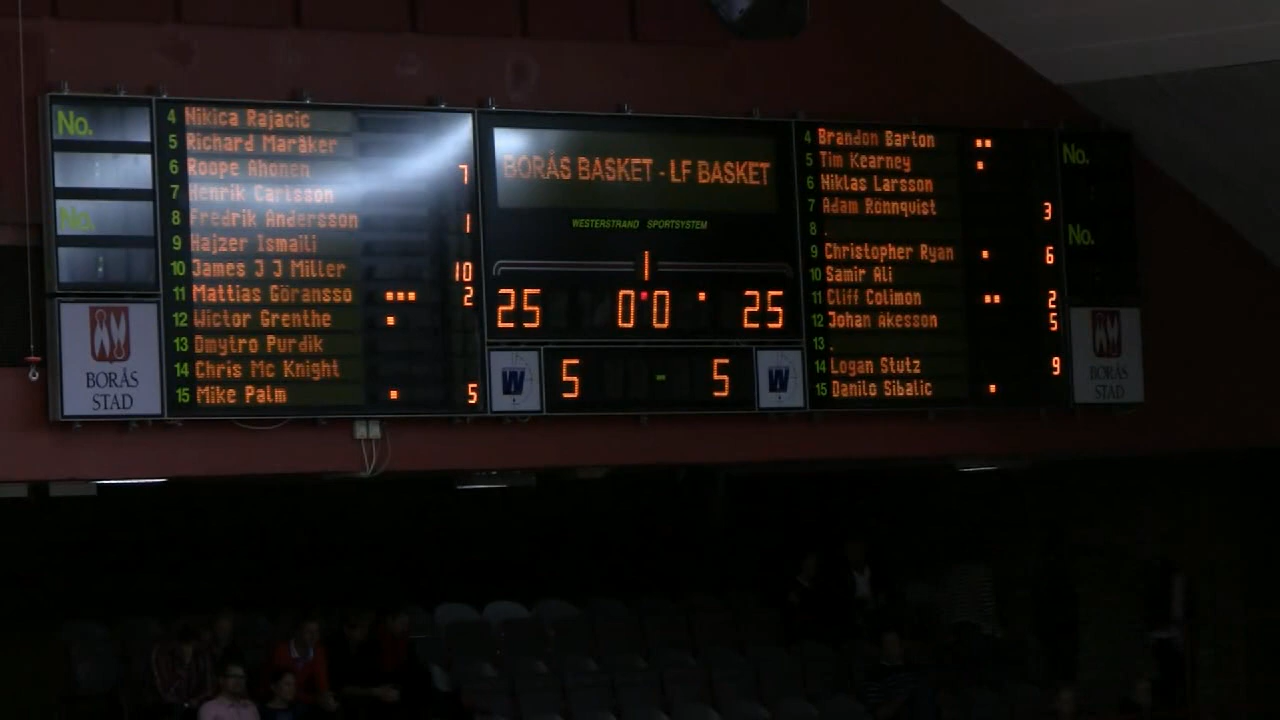 No.
No.
BORÅS
STAD
4 Nikica Rajacic
5 Richard Maråker
6 Roope Ahonen 7
7 Henrik Carlsson
8 Fredrik Andersson 1
9 Hajzer Ismaili
10 James J J Miller 10
11 Mattias Göransso 2
12 Wictor Grenthe
13 Dmytro Purdik
14 Chris Mc Knight
15 Mike Palm 5
BORÅS BASKET - LF BASKET
WESTERSTRAND SPORTSYSTEM
1
25 0:0 25
W 5 - 5 W
4 Brandon Barton
5 Tim Kearney
6 Niklas Larsson
7 Adam Rönnqvist 3
8 .
9 Christopher Ryan 6
10 Samir Ali
11 Cliff Colimon 2
12 Johan Åkesson 5
13 .
14 Logan Stutz 9
15 Danilo Sibalic
No.
No.
BORÅS
STAD